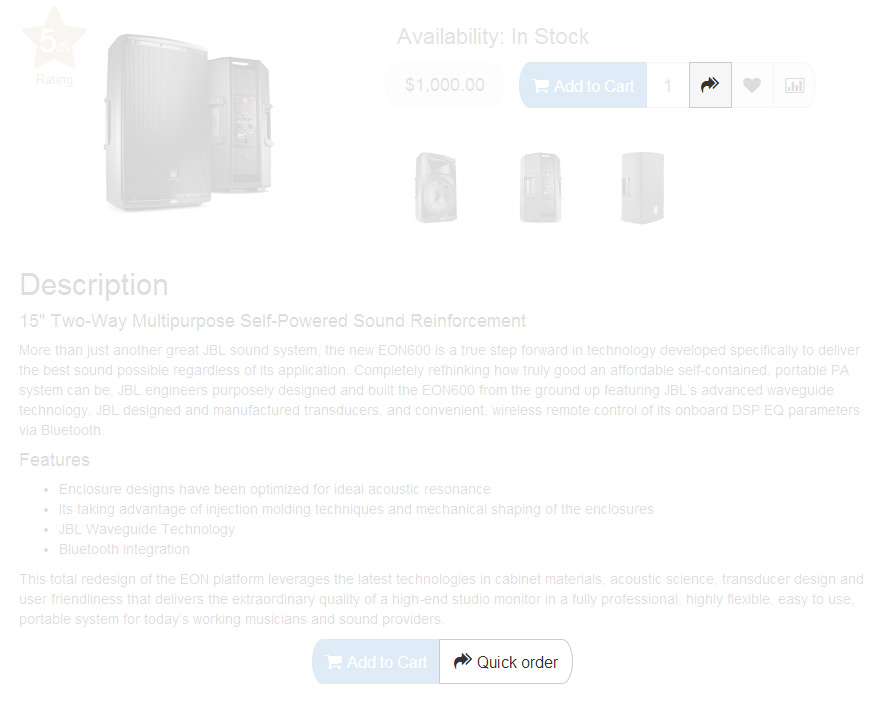 5/5
Rating
Availability: In Stock
$1,000.00
Add to Cart
1
Description
15" Two-Way Multipurpose Self-Powered Sound Reinforcement
More than just another great JBL sound system, the new EON600 is a true step forward in technology developed specifically to deliver
the best sound possible regardless of its application. Completely rethinking how truly good an affordable self-contained, portable PA
system can be, JBL engineers purposely designed and built the EON600 from the ground up featuring JBL's advanced waveguide
technology, JBL designed and manufactured transducers, and convenient, wireless remote control of its onboard DSP EQ parameters
via Bluetooth.
Features
• Enclosure designs have been optimized for ideal acoustic resonance
• Its taking advantage of injection molding techniques and mechanical shaping of the enclosures
• JBL Waveguide Technology
• Bluetooth integration
This total redesign of the EON platform leverages the latest technologies in cabinet materials, acoustic science, transducer design and
user friendliness that delivers the extraordinary quality of a high-end studio monitor in a fully professional, highly flexible, easy to use,
portable system for today's working musicians and sound providers.
Add to Cart
Quick order